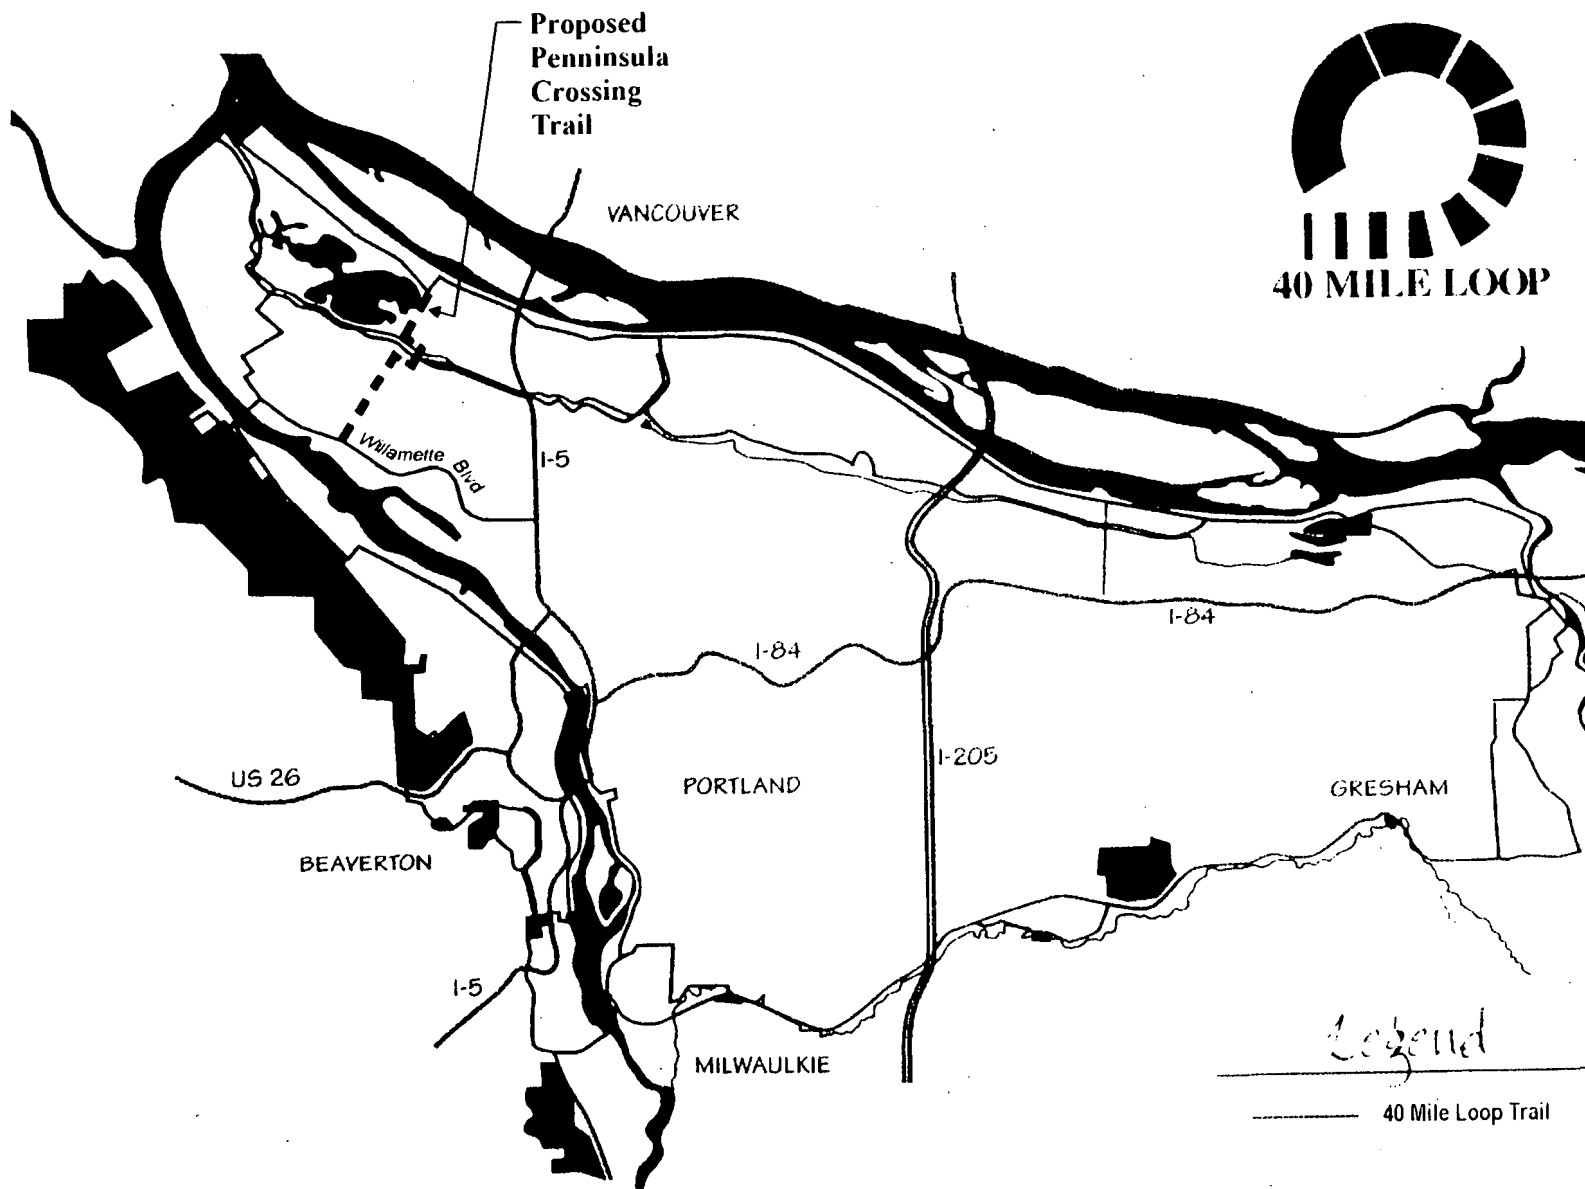 Proposed
Penninsula
Crossing
Trail
VANCOUVER
40 MILE LOOP
Willamette Blvd
I-5
I-84
I-84
US 26
PORTLAND
I-205
GRESHAM
BEAVERTON
I-5
MILWAULKIE
Legend
40 Mile Loop Trail